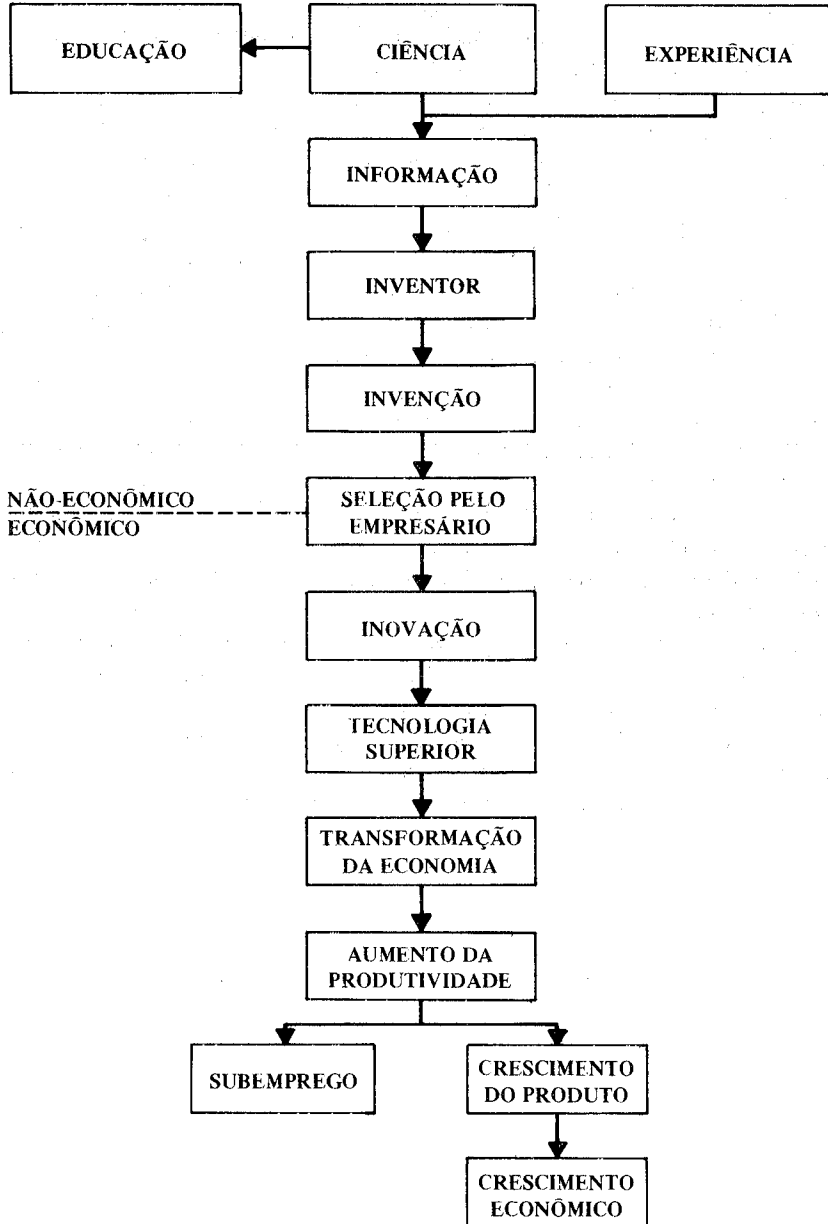 EDUCAÇÃO
CIÊNCIA
EXPERIÊNCIA
INFORMAÇÃO
INVENTOR
INVENÇÃO
NÃO-ECONÔMICO
ECONÔMICO
SELEÇÃO PELO
EMPRESÁRIO
INOVAÇÃO
TECNOLOGIA
SUPERIOR
TRANSFORMAÇÃO
DA ECONOMIA
AUMENTO DA
PRODUTIVIDADE
SUBEMPREGO
CRESCIMENTO
DO PRODUTO
CRESCIMENTO
ECONÔMICO